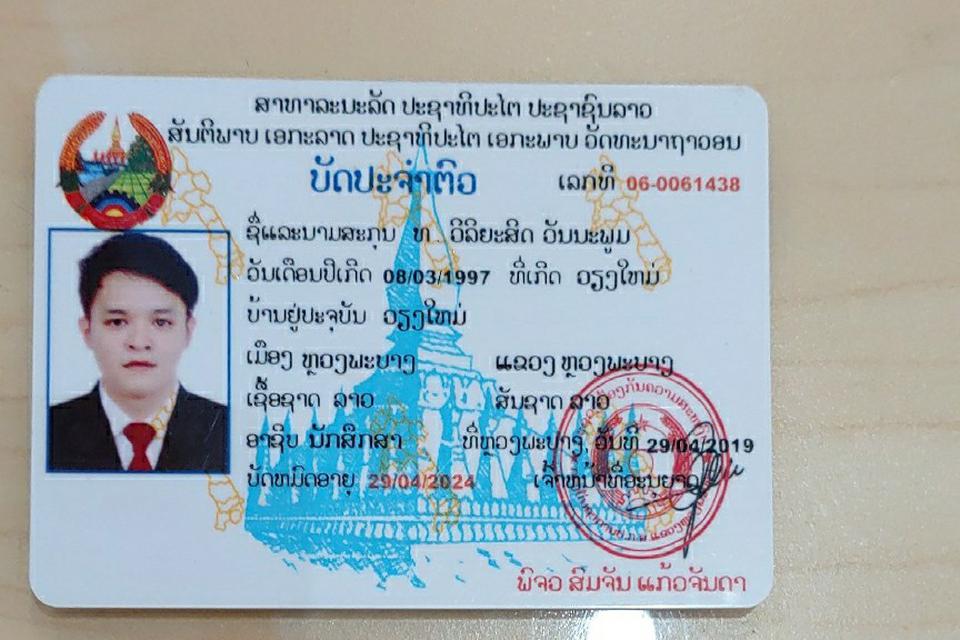 ສາທາລະນະລັດ ປະຊາທິປະໄຕ ປະຊາຊົນລາວ
ສັນຕິພາບ ເອກະລາດ ປະຊາທິປະໄຕ ເອກະພາບ ວັດທະນາຖາວອນ
ບັດປະຈຳຕົວ ເລກທີ 06-0061438
ຊື່ແລະນາມສະກຸນ ທ . ວິລິຍະສິດ ວັນນະພູມ
ວັນເດືອນປີເກີດ 08/03/1997 ທີ່ເກີດ ວຽງໃໝ່
ບ້ານຢູ່ປະຈຸບັນ ວຽງໃໝ່
ເມືອງ ຫຼວງພະບາງ ແຂວງ ຫຼວງພະບາງ
ເຊື້ອຊາດ ລາວ ສັນຊາດ ລາວ
ອາຊີບ ນັກສຶກສາ ທີ່ຫຼວງພະບາງ, ວັນທີ 29/04/2019
ບັດໝົດອາຍຸ 29/04/2024 ເຈົ້າຫນ້າທີ່ອະນຸຍາດ
ພິຈອ ສົມຈັນ ແກ້ວຈັນດາ